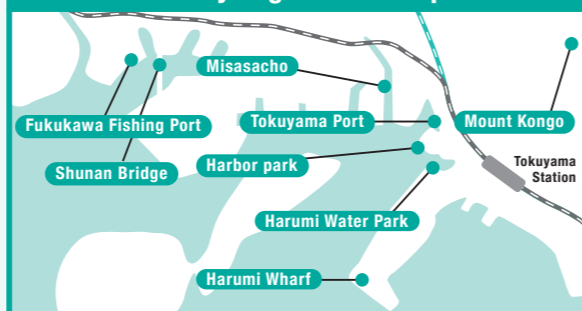 Misasacho
Fukukawa Fishing Port
Tokuyama Port
Mount Kongo
Shunan Bridge
Harbor park
Tokuyama
Station
Harumi Water Park
Harumi Wharf